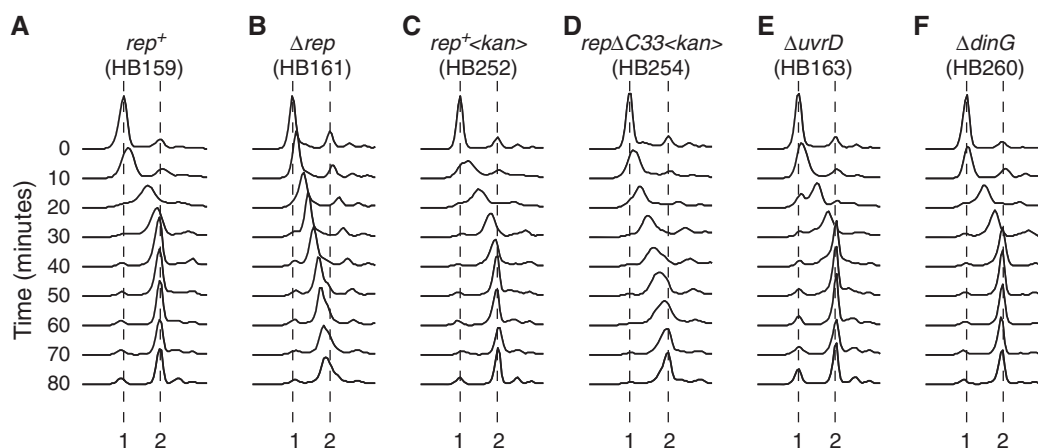 A B C D E F
rep+ Δrep rep+<kan> repΔC33<kan> ΔuvrD ΔdinG
(HB159) (HB161) (HB252) (HB254) (HB163) (HB260)
Time (minutes)
0
10
20
30
40
50
60
70
80
1 2 1 2 1 2 1 2 1 2 1 2